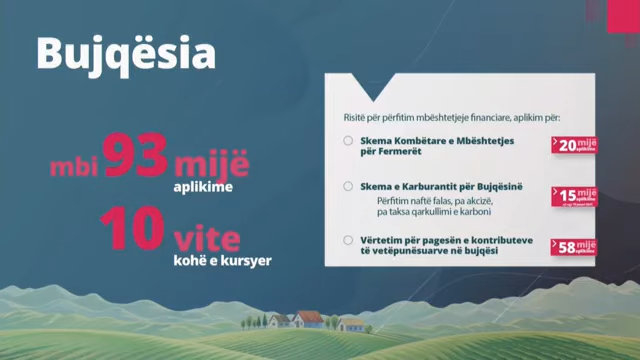 Bujqësia
mbi 93 mijë
aplikime
10 vite
kohë e kursyer
Risitë për përfitim mbështetjeje financiare, aplikim për:
Skema Kombëtare e Mbështetjes
për Fermerët
20 mijë
aplikime
Skema e Karburantit për Bujqësinë
Përfitim naftë falas, pa akcizë,
pa taksa qarkullimi e karboni
15 mijë
aplikime
Vërtetim për pagesën e kontributeve
të vetëpunësuarve në bujqësi
58 mijë
aplikime